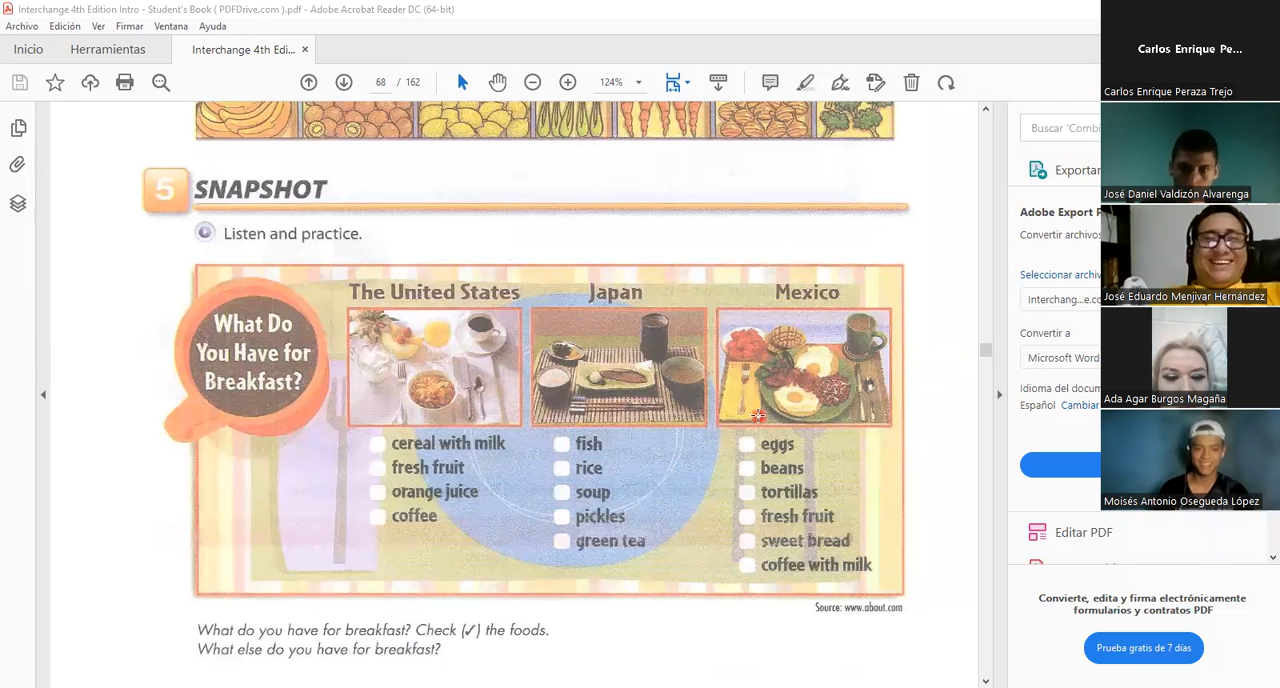 Interchange 4th Edition Intro - Student's Book ( PDFDrive.com ).pdf - Adobe Acrobat Reader DC (64-bit)
Archivo Edición Ver Firmar Ventana Ayuda
Inicio Herramientas Interchange 4th Edi... ×
68 / 162 124%
5 SNAPSHOT
Listen and practice.
What Do
You Have for
Breakfast?
The United States
cereal with milk
fresh fruit
orange juice
coffee
Japan
fish
rice
soup
pickles
green tea
Mexico
eggs
beans
tortillas
fresh fruit
sweet bread
coffee with milk
Source: www.about.com
What do you have for breakfast? Check (✓) the foods.
What else do you have for breakfast?
Buscar 'Combi
Exportar
Adobe Export P
Convertir archivos
Seleccionar archiv
Interchang...e.cc
Convertir a
Microsoft Word
Idioma del docum
Español Cambiar
Editar PDF
Convierte, edita y firma electrónicamente
formularios y contratos PDF
Prueba gratis de 7 días
Carlos Enrique Pe...
Carlos Enrique Peraza Trejo
José Daniel Valdizón Alvarenga
José Eduardo Menjivar Hernández
Ada Agar Burgos Magaña
Moisés Antonio Osegueda López